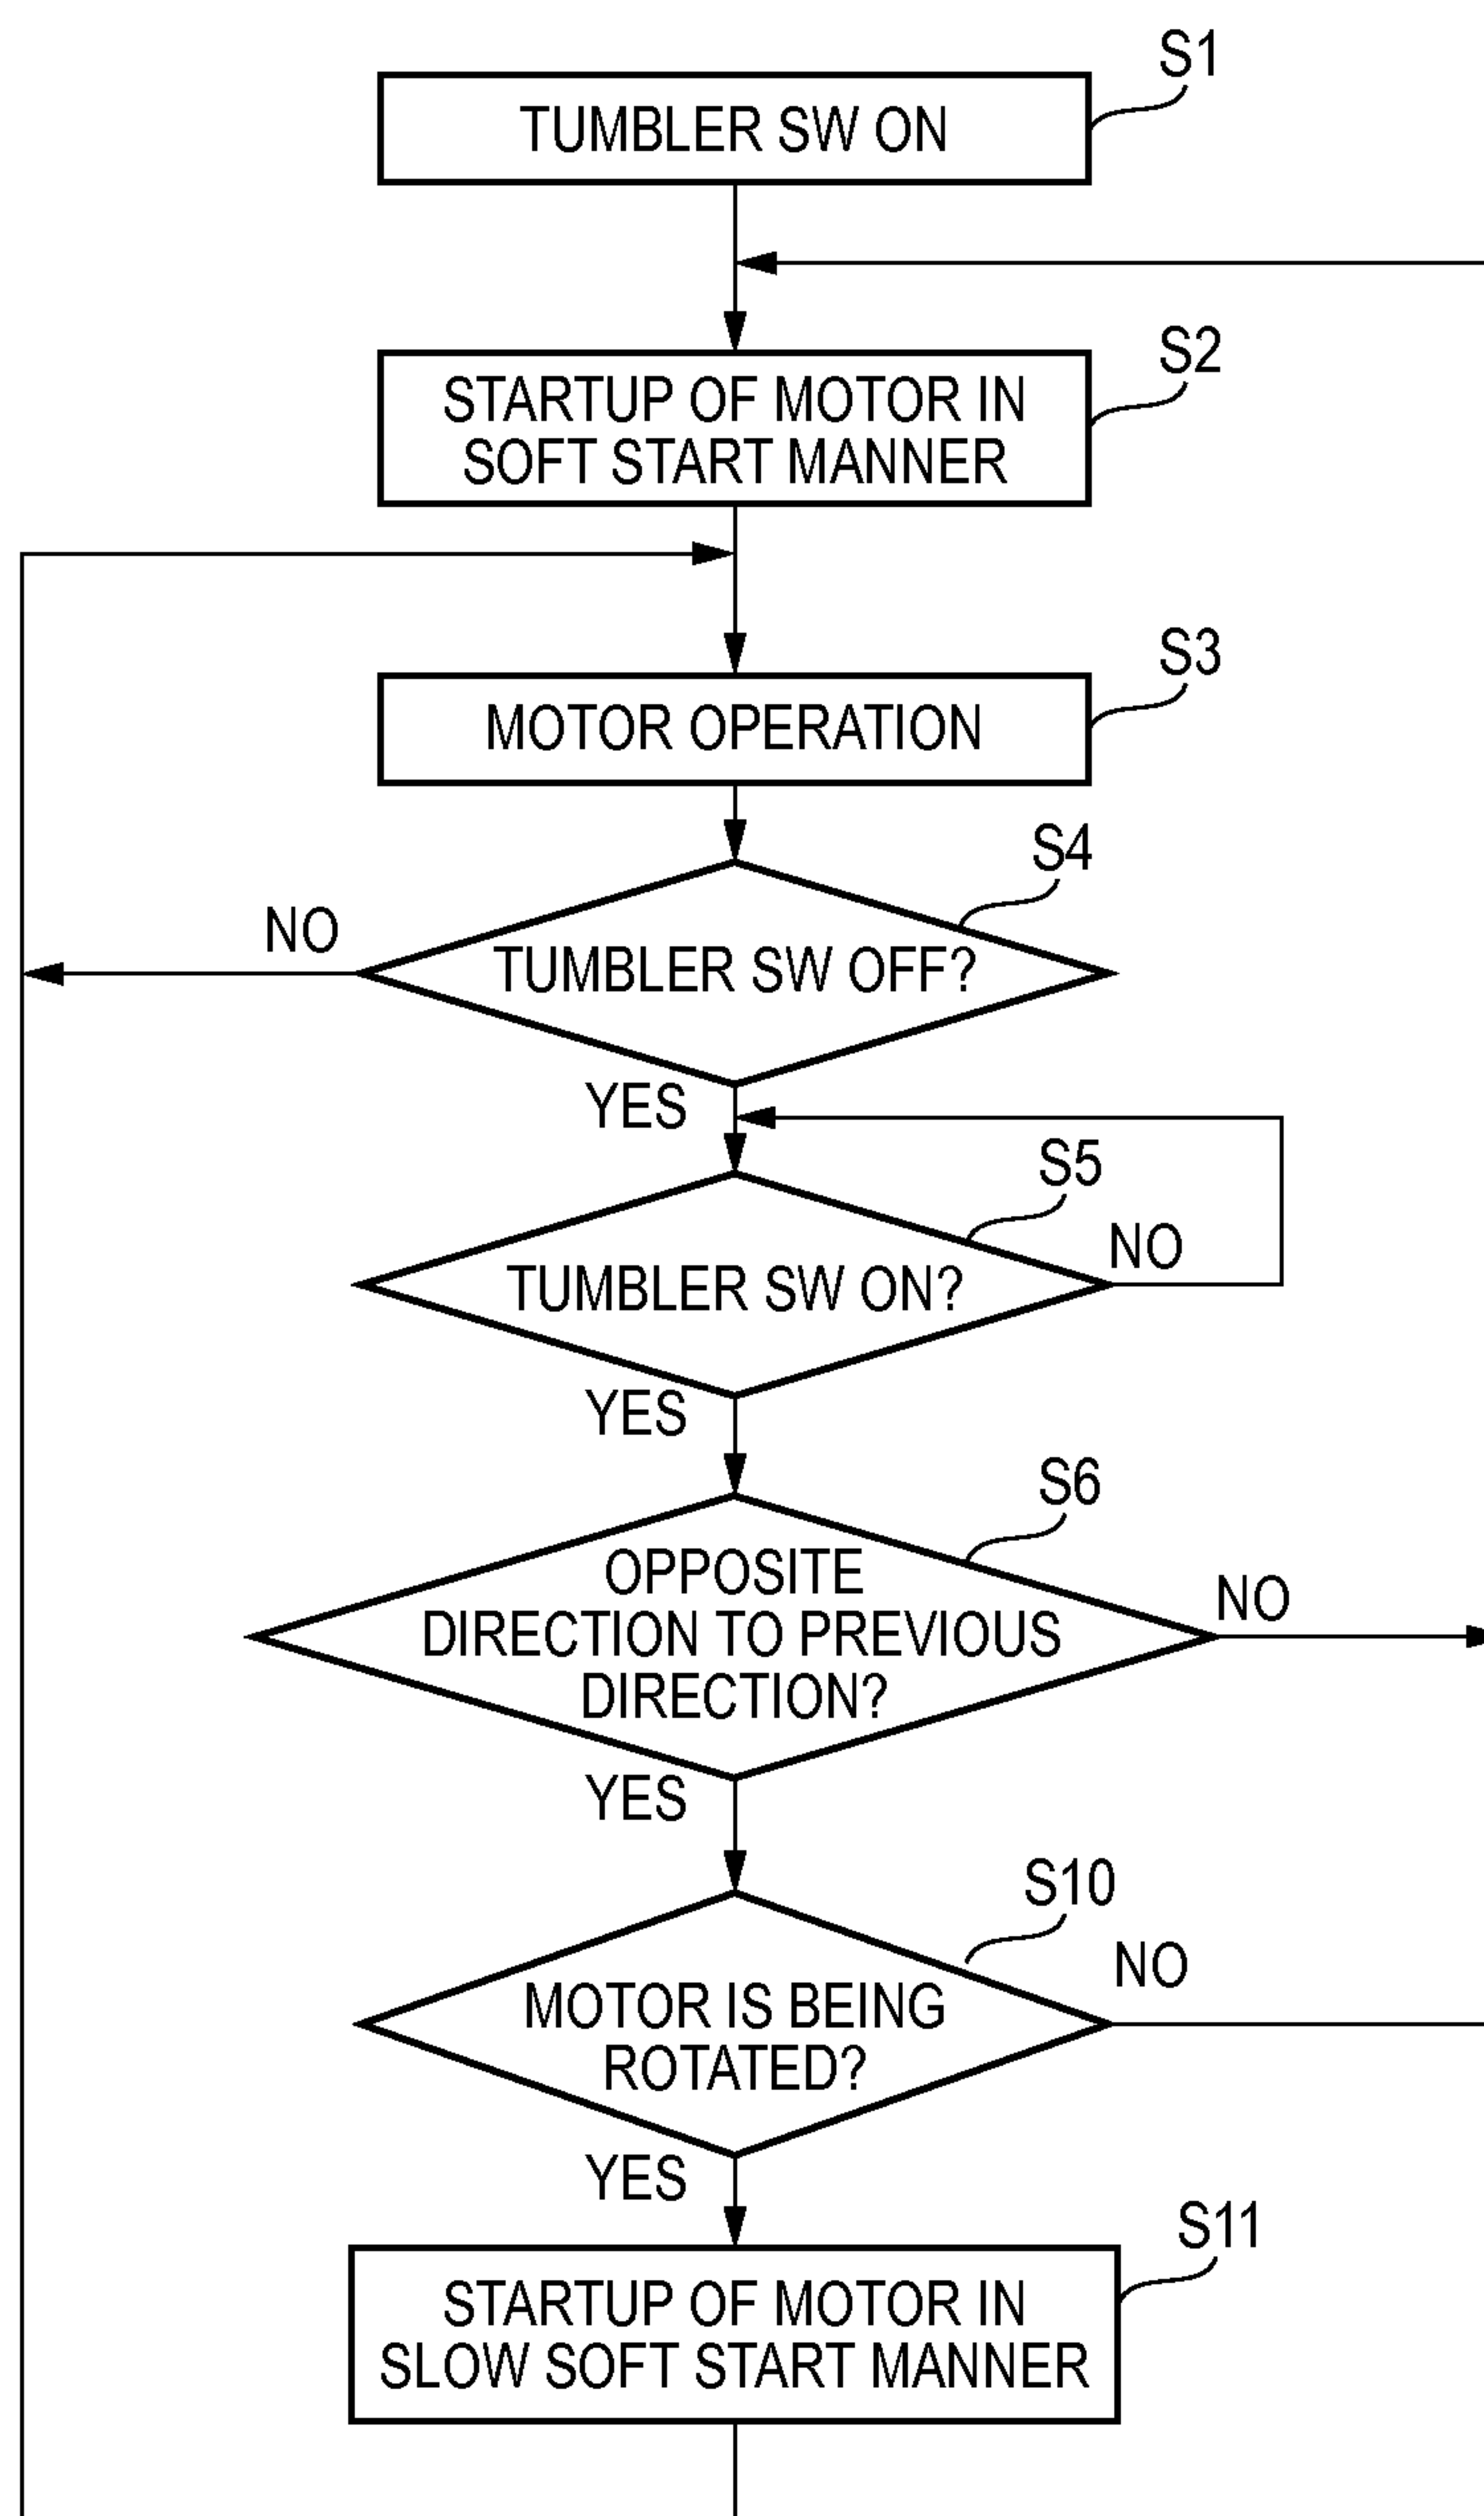 S1
TUMBLER SW ON
S2
STARTUP OF MOTOR IN
SOFT START MANNER
S3
MOTOR OPERATION
S4
NO
TUMBLER SW OFF?
YES
S5
NO
TUMBLER SW ON?
YES
S6
OPPOSITE
NO
DIRECTION TO PREVIOUS
DIRECTION?
YES
S10
NO
MOTOR IS BEING
ROTATED?
YES
S11
STARTUP OF MOTOR IN
SLOW SOFT START MANNER